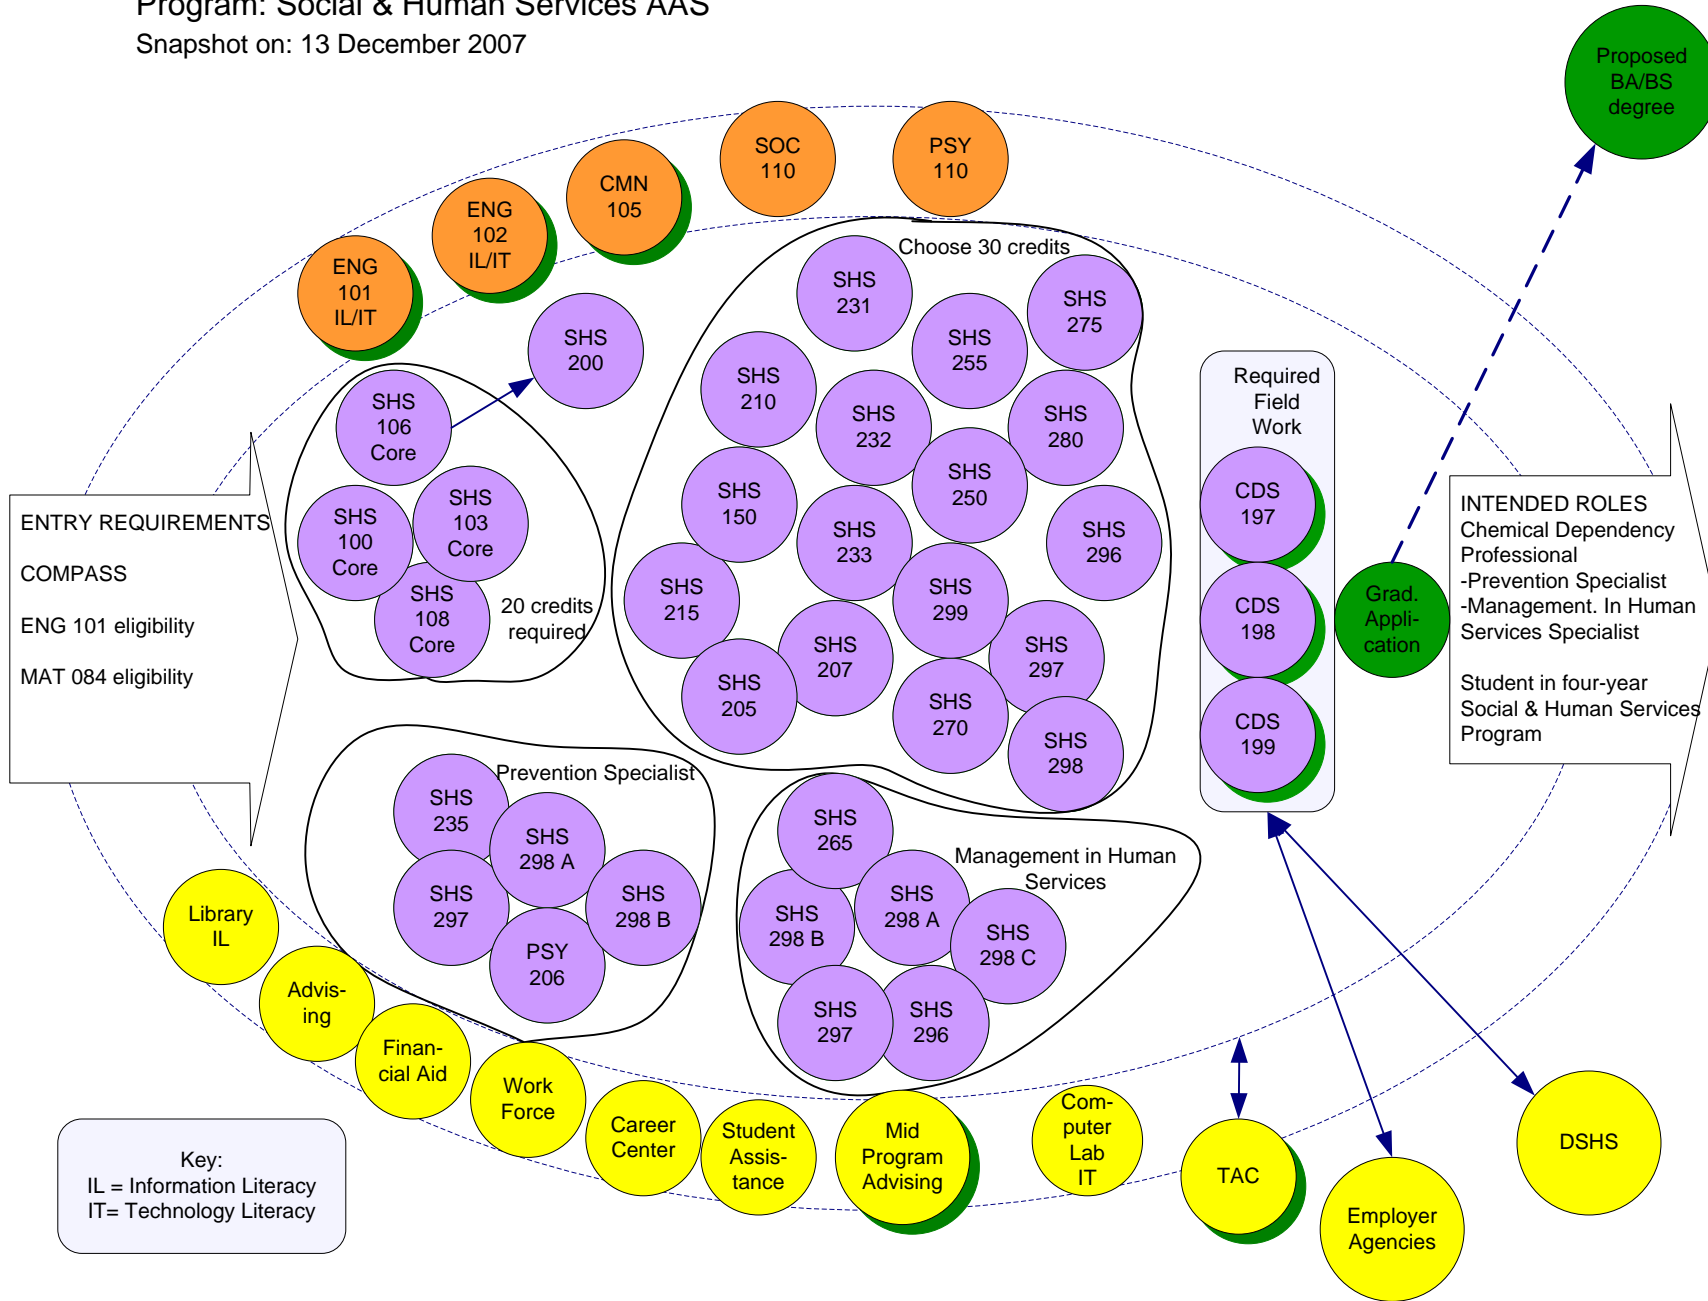 Program: Social & Human Services AAS
Snapshot on: 13 December 2007
Proposed
BA/BS
degree
SOC
110
PSY
110
CMN
105
ENG
102
IL/IT
ENG
101
IL/IT
SHS
200
SHS
106
Core
SHS
103
Core
SHS
100
Core
SHS
108
Core
20 credits
required
Choose 30 credits
SHS
231
SHS
275
SHS
255
SHS
210
SHS
232
SHS
280
SHS
250
SHS
150
SHS
233
SHS
296
SHS
215
SHS
299
SHS
207
SHS
297
SHS
205
SHS
270
SHS
298
Required
Field
Work
CDS
197
CDS
198
CDS
199
Grad.
Appli-
cation
ENTRY REQUIREMENTS
COMPASS
ENG 101 eligibility
MAT 084 eligibility
INTENDED ROLES
Chemical Dependency
Professional
-Prevention Specialist
-Management. In Human
Services Specialist
Student in four-year
Social & Human Services
Program
Prevention Specialist
SHS
235
SHS
298 A
SHS
297
SHS
298 B
PSY
206
Management in Human
Services
SHS
265
SHS
298 A
SHS
298 B
SHS
298 C
SHS
297
SHS
296
Library
IL
Advis-
ing
Finan-
cial Aid
Work
Force
Career
Center
Student
Assis-
tance
Mid
Program
Advising
Com-
puter
Lab
IT
TAC
Employer
Agencies
DSHS
Key:
IL = Information Literacy
IT= Technology Literacy